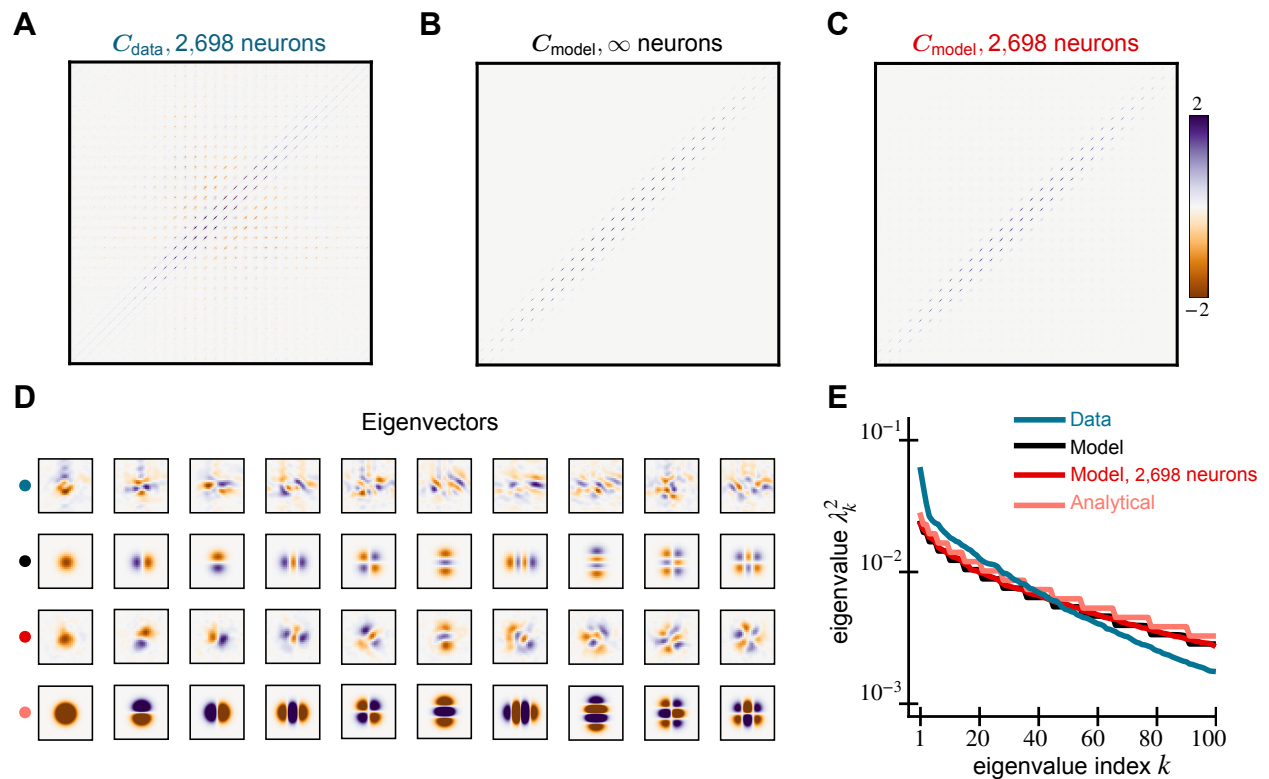 A
B
C
C_data, 2,698 neurons
C_model, ∞ neurons
C_model, 2,698 neurons
2
−2
D
E
Eigenvectors
Data
Model
Model, 2,698 neurons
Analytical
10^−1
10^−2
10^−3
eigenvalue λ_k^2
1 20 40 60 80 100
eigenvalue index k